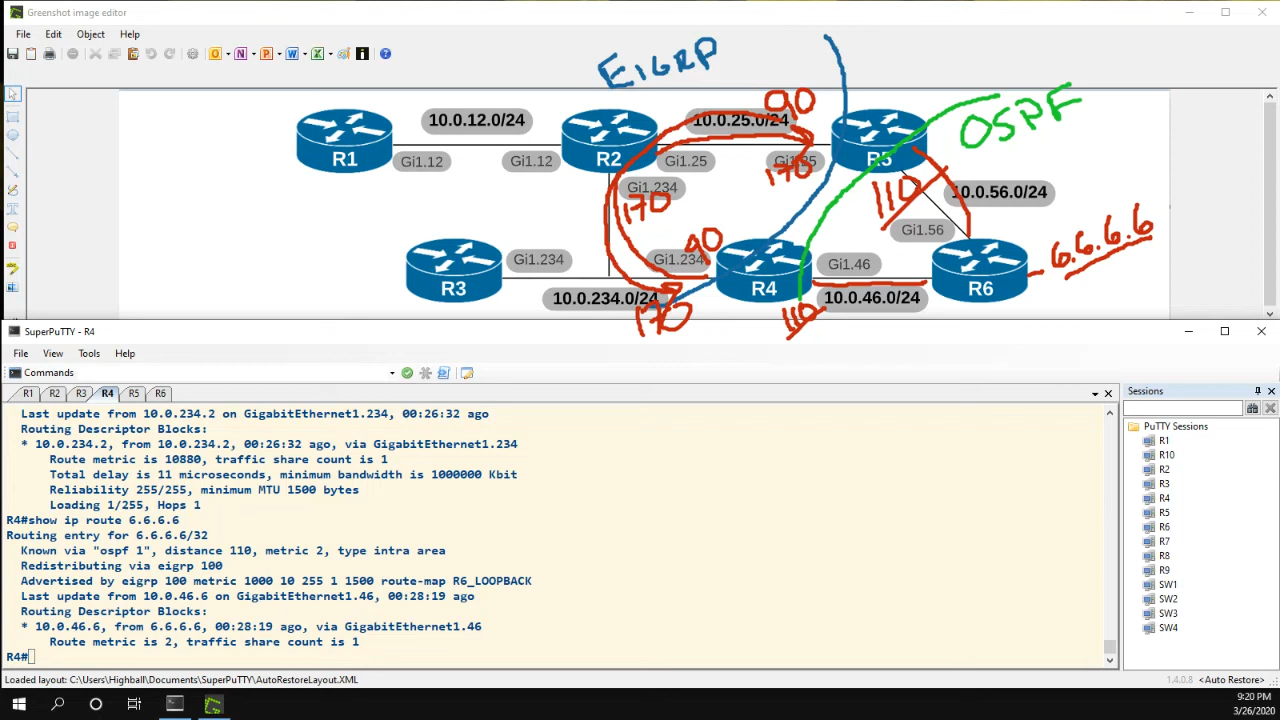 Greenshot image editor
File Edit Object Help
EIGRP
OSPF
90
10.0.12.0/24
10.0.25.0/24
R1
Gi1.12
Gi1.12
R2
Gi1.25
R5
170
Gi1.234
170
110
10.0.56.0/24
Gi1.56
6.6.6.6
90
Gi1.234
Gi1.234
Gi1.46
R3
10.0.234.0/24
R4
10.0.46.0/24
R6
170
110
SuperPuTTY - R4
File View Tools Help
Commands
R1 R2 R3 R4 R5 R6
Last update from 10.0.234.2 on GigabitEthernet1.234, 00:26:32 ago
Routing Descriptor Blocks:
* 10.0.234.2, from 10.0.234.2, 00:26:32 ago, via GigabitEthernet1.234
Route metric is 10880, traffic share count is 1
Total delay is 11 microseconds, minimum bandwidth is 1000000 Kbit
Reliability 255/255, minimum MTU 1500 bytes
Loading 1/255, Hops 1
R4#show ip route 6.6.6.6
Routing entry for 6.6.6.6/32
Known via "ospf 1", distance 110, metric 2, type intra area
Redistributing via eigrp 100
Advertised by eigrp 100 metric 1000 10 255 1 1500 route-map R6_LOOPBACK
Last update from 10.0.46.6 on GigabitEthernet1.46, 00:28:19 ago
Routing Descriptor Blocks:
* 10.0.46.6, from 6.6.6.6, 00:28:19 ago, via GigabitEthernet1.46
Route metric is 2, traffic share count is 1
R4#
Sessions
PuTTY Sessions
R1
R10
R2
R3
R4
R5
R6
R7
R8
R9
SW1
SW2
SW3
SW4
Loaded layout: C:\Users\Highball\Documents\SuperPuTTY\AutoRestoreLayout.XML
1.4.0.8 <Auto Restore>
9:20 PM
3/26/2020